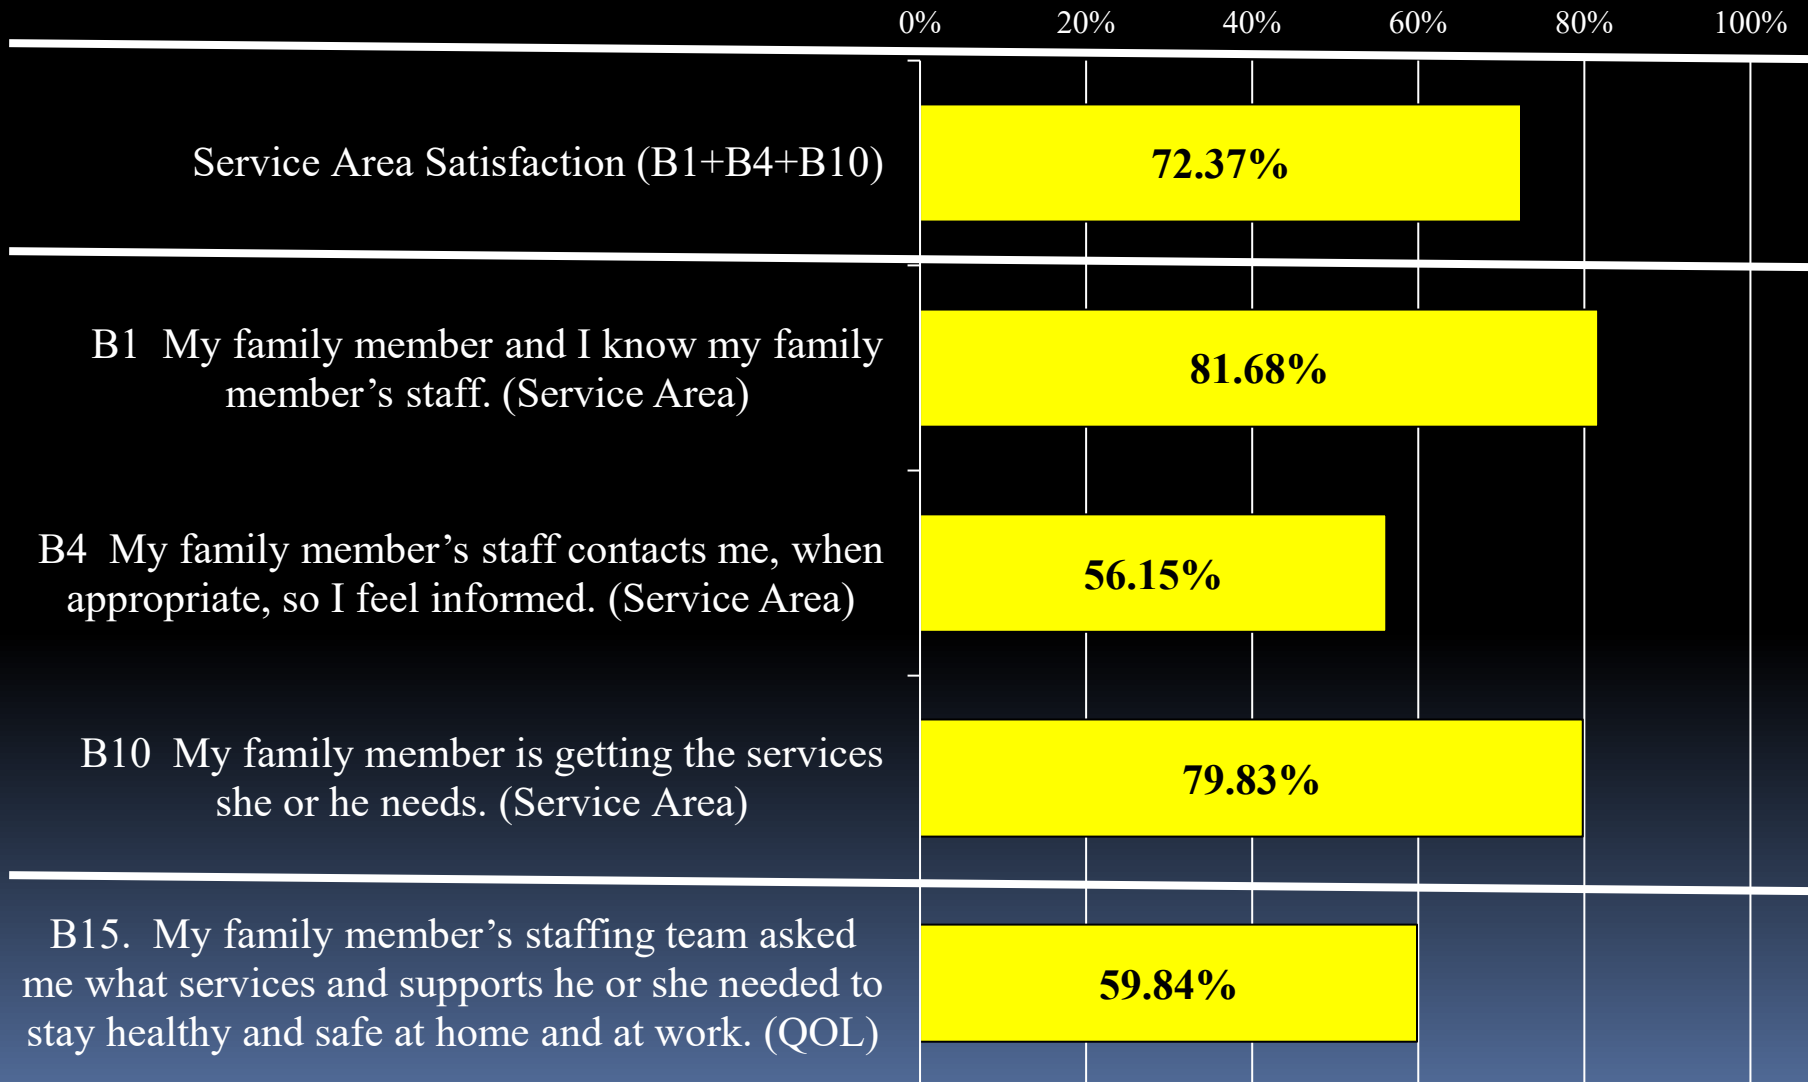 0% 20% 40% 60% 80% 100%
Service Area Satisfaction (B1+B4+B10)
72.37%
B1  My family member and I know my family
member’s staff. (Service Area)
81.68%
B4  My family member’s staff contacts me, when
appropriate, so I feel informed. (Service Area)
56.15%
B10  My family member is getting the services
she or he needs. (Service Area)
79.83%
B15.  My family member’s staffing team asked
me what services and supports he or she needed to
stay healthy and safe at home and at work. (QOL)
59.84%